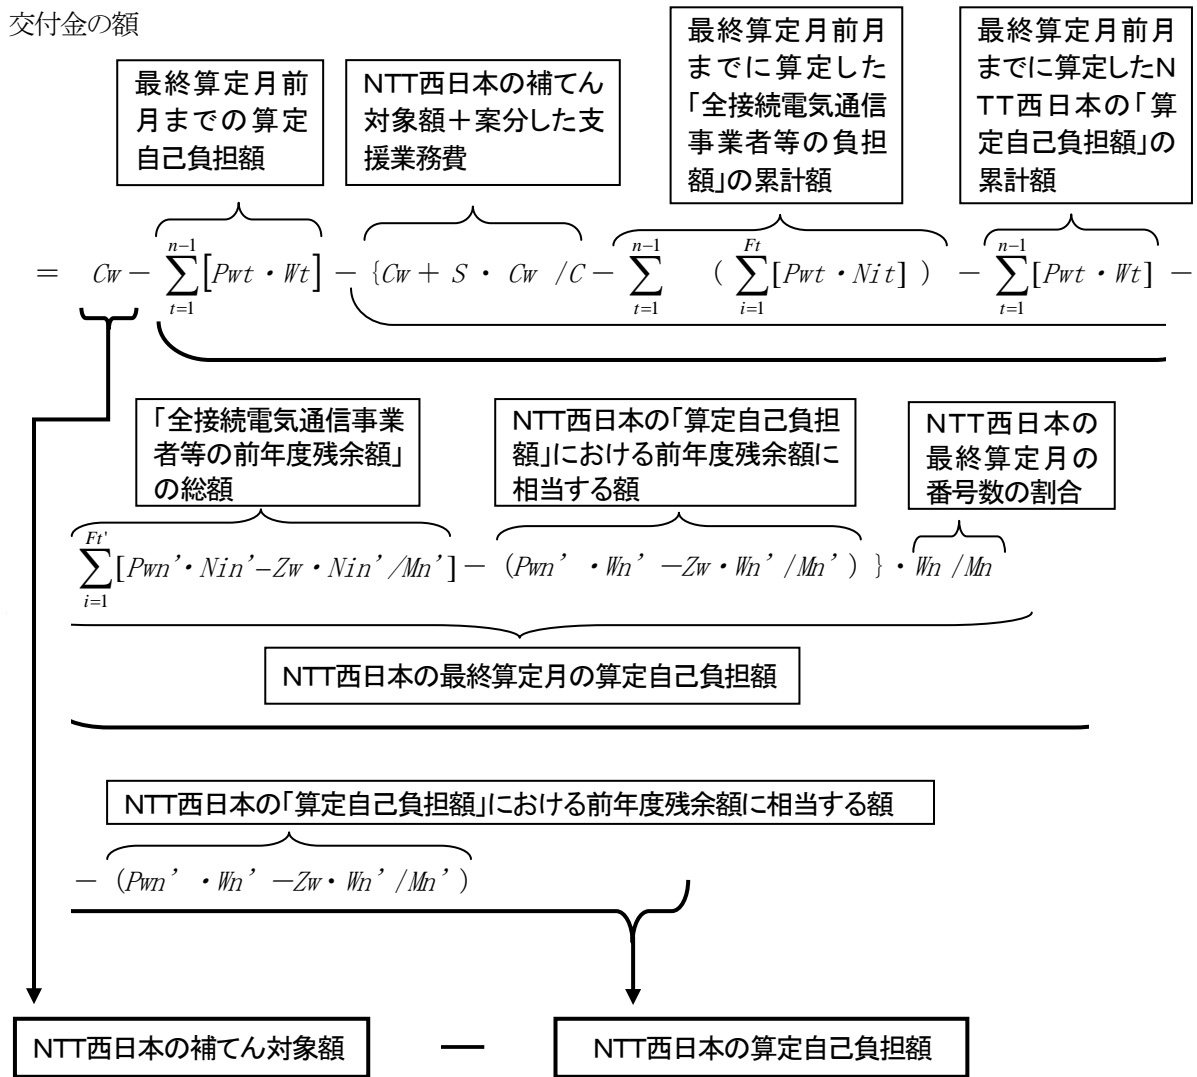 交付金の額
最終算定月前
月までの算定
自己負担額
NTT西日本の補てん
対象額＋案分した支
援業務費
最終算定月前月
までに算定した
「全接続電気通信
事業者等の負担
額」の累計額
最終算定月前月
までに算定したN
TT西日本の「算
定自己負担額」の
累計額
＝ Cw－∑_{t=1}^{n−1}[Pwt・Wt]－{Cw＋S・Cw/C－∑_{t=1}^{n−1}(∑_{i=1}^{Ft}[Pwt・Nit])－∑_{t=1}^{n−1}[Pwt・Wt]－
「全接続電気通信事業
者等の前年度残余額」
の総額
NTT西日本の「算定自己負担
額」における前年度残余額に
相当する額
NTT西日本の
最終算定月の
番号数の割合
∑_{i=1}^{Ft'}[Pwn’・Nin’−Zw・Nin’/Mn’]－(Pwn’・Wn’－Zw・Wn’/Mn’)}・Wn/Mn
NTT西日本の最終算定月の算定自己負担額
NTT西日本の「算定自己負担額」における前年度残余額に相当する額
－(Pwn’・Wn’－Zw・Wn’/Mn’)
NTT西日本の補てん対象額 － NTT西日本の算定自己負担額